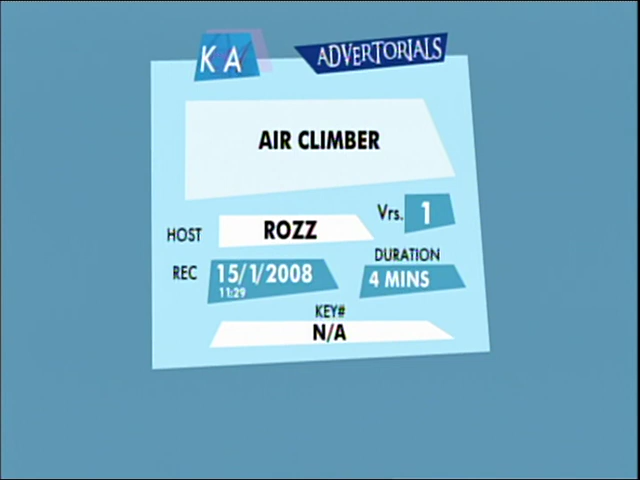 KA ADVERTORIALS
AIR CLIMBER
Vrs. 1
HOST ROZZ
DURATION
REC 15/1/2008 4 MINS
11:29
KEY#
N/A